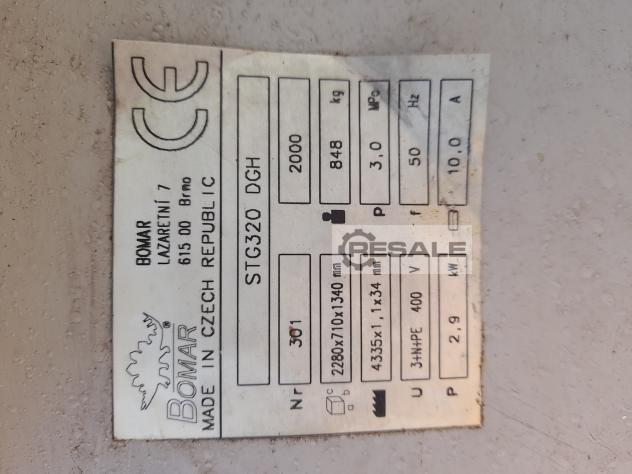 BOMAR
LAZARETNÍ 7
615 00 Brno
BOMAR®
MADE IN CZECH REPUBLIC
CE
STG320 DGH
Nr 301 2000
c b a 2280x710x1340 mm 848 kg
4335x1,1x34 mm P 3,0 MPa
U 3+N+PE 400 V f 50 Hz
P 2,9 kW 10,0 A
RESALE